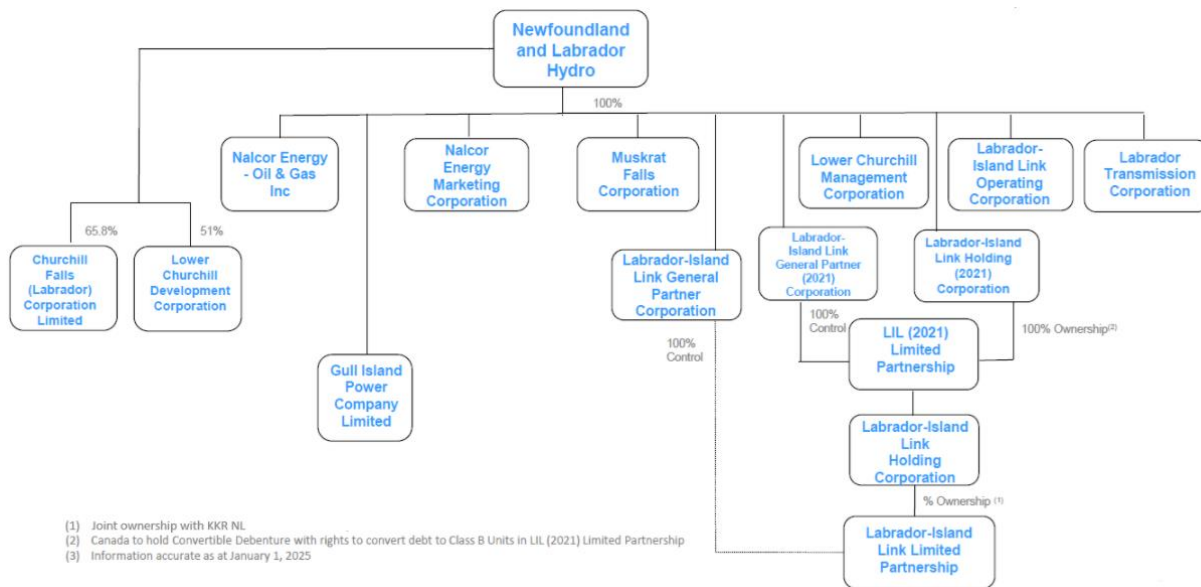 Newfoundland
and Labrador
Hydro
100%
Nalcor Energy
- Oil & Gas
Inc
Nalcor
Energy
Marketing
Corporation
Muskrat
Falls
Corporation
Lower Churchill
Management
Corporation
Labrador-
Island Link
Operating
Corporation
Labrador
Transmission
Corporation
65.8%
51%
Churchill
Falls
(Labrador)
Corporation
Limited
Lower
Churchill
Development
Corporation
Labrador-Island
Link General
Partner
Corporation
Labrador-
Island Link
General Partner
(2021)
Corporation
Labrador-Island
Link Holding
(2021)
Corporation
100%
Control
100%
Control
100% Ownership(2)
LIL (2021)
Limited
Partnership
Gull Island
Power
Company
Limited
Labrador-Island
Link
Holding
Corporation
% Ownership (1)
Labrador-Island
Link Limited
Partnership
(1) Joint ownership with KKR NL
(2) Canada to hold Convertible Debenture with rights to convert debt to Class B Units in LIL (2021) Limited Partnership
(3) Information accurate as at January 1, 2025